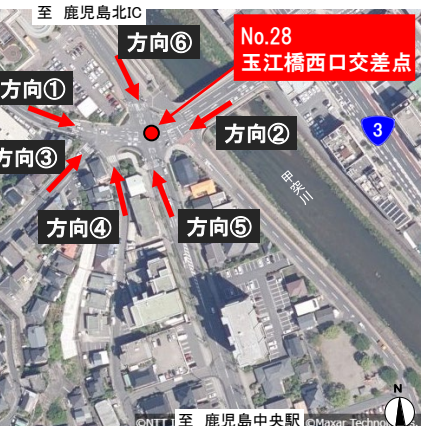 至 鹿児島北IC
方向⑥
No.28
玉江橋西口交差点
方向①
3
方向②
方向③
甲突川
方向④
方向⑤
N
©NTT
至 鹿児島中央駅
©Maxar